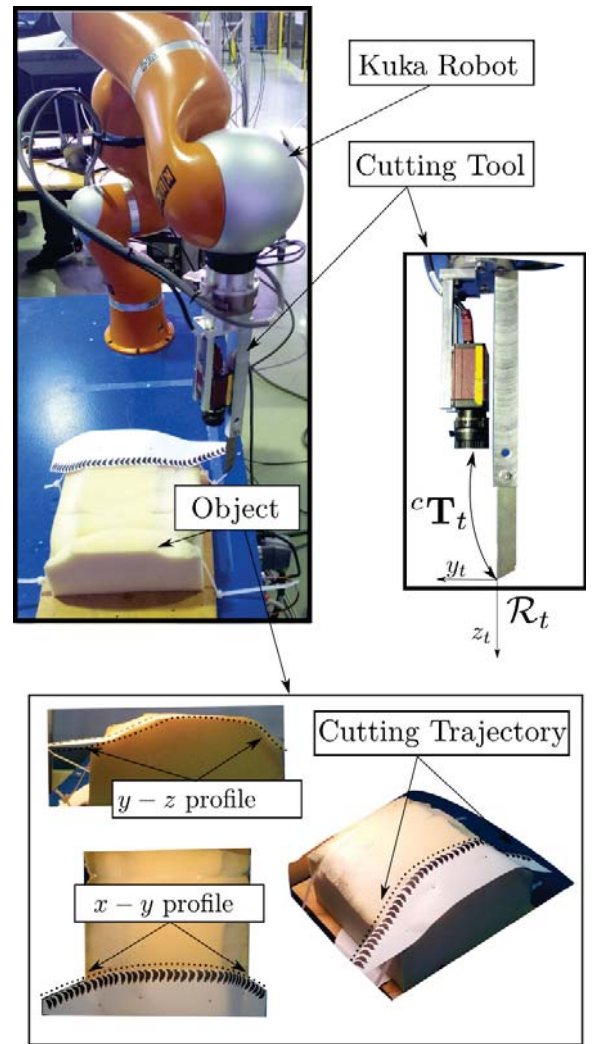 Kuka Robot
Cutting Tool
Object
ᶜ𝐓ₜ
yₜ
ℛₜ
zₜ
Cutting Trajectory
y − z profile
x − y profile